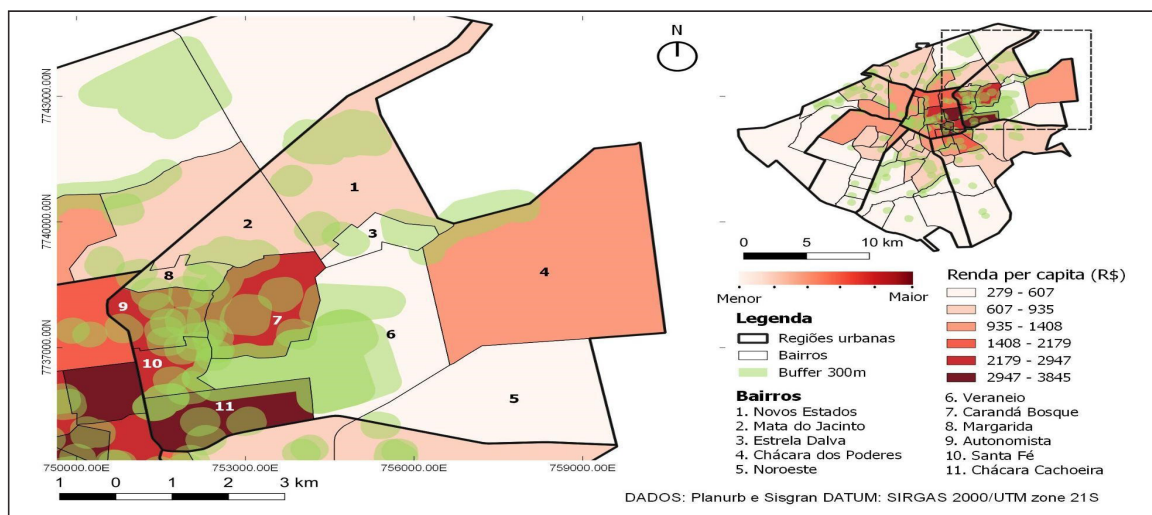 N
7743000.00N
7740000.00N
7737000.00N
1
2
3
4
5
6
7
8
9
10
11
750000.00E
753000.00E
756000.00E
759000.00E
1 0 1 2 3 km
0 5 10 km
Menor Maior
Legenda
Regiões urbanas
Bairros
Buffer 300m
Renda per capita (R$)
279 - 607
607 - 935
935 - 1408
1408 - 2179
2179 - 2947
2947 - 3845
Bairros
1. Novos Estados
2. Mata do Jacinto
3. Estrela Dalva
4. Chácara dos Poderes
5. Noroeste
6. Veraneio
7. Carandá Bosque
8. Margarida
9. Autonomista
10. Santa Fé
11. Chácara Cachoeira
DADOS: Planurb e Sisgran DATUM: SIRGAS 2000/UTM zone 21S